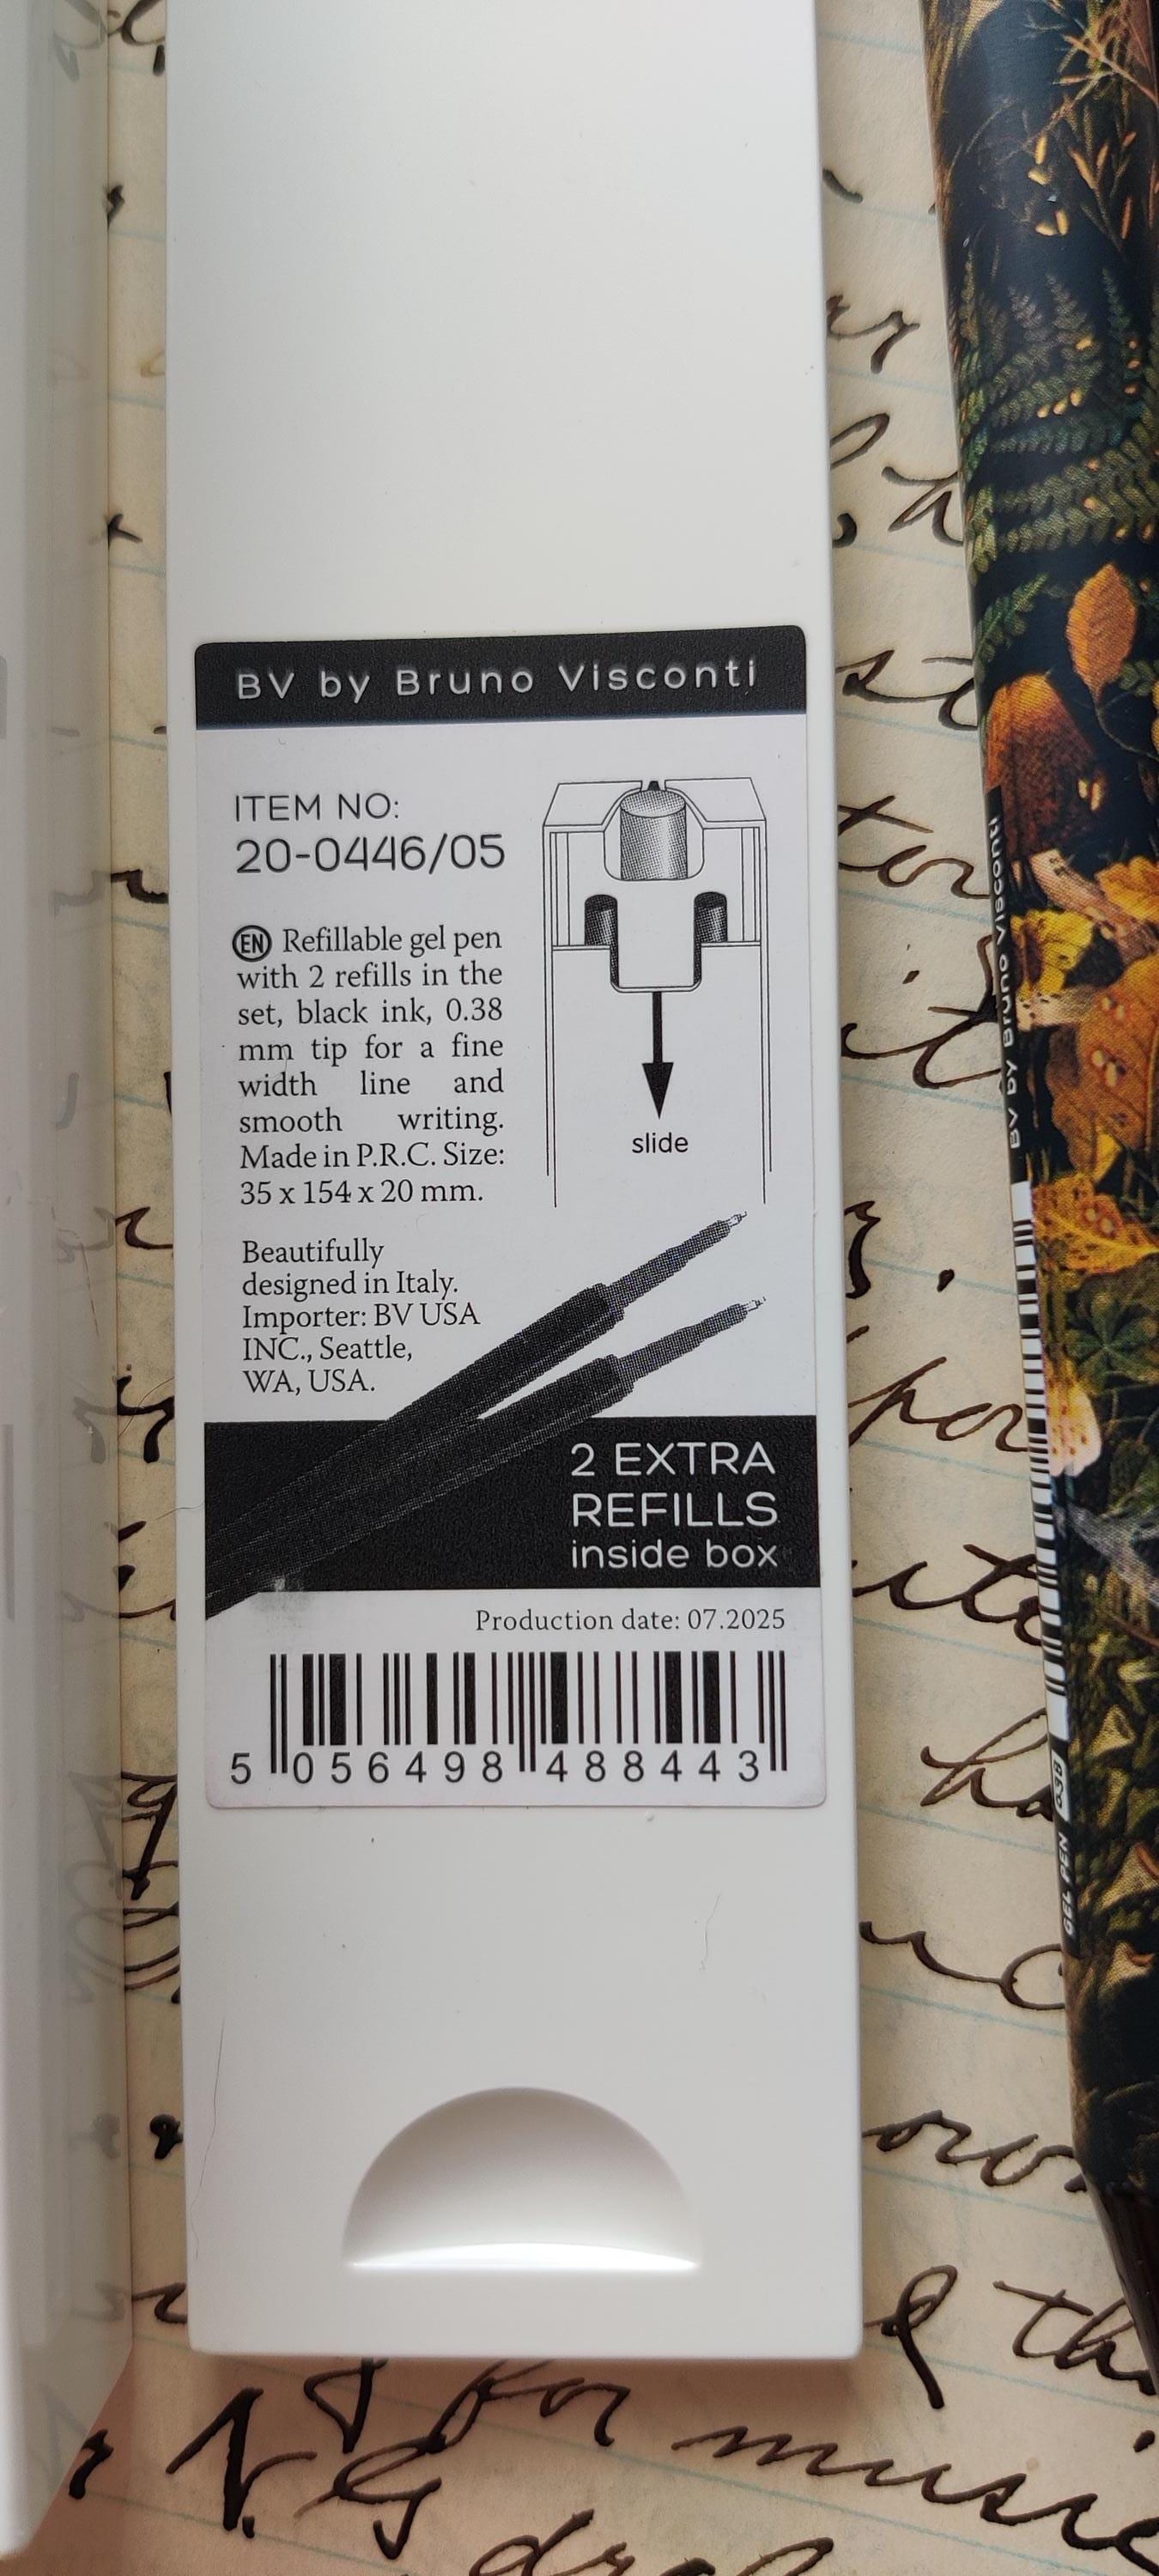 BV by Bruno Visconti
ITEM NO:
20-0446/05
EN Refillable gel pen
with 2 refills in the
set, black ink, 0.38
mm tip for a fine
width line and
smooth writing.
Made in P.R.C. Size:
35 x 154 x 20 mm.
slide
Beautifully
designed in Italy.
Importer: BV USA
INC., Seattle,
WA, USA.
2 EXTRA
REFILLS
inside box
Production date: 07.2025
5 056498 488443
BV by Bruno Visconti
GEL PEN 038
for
music